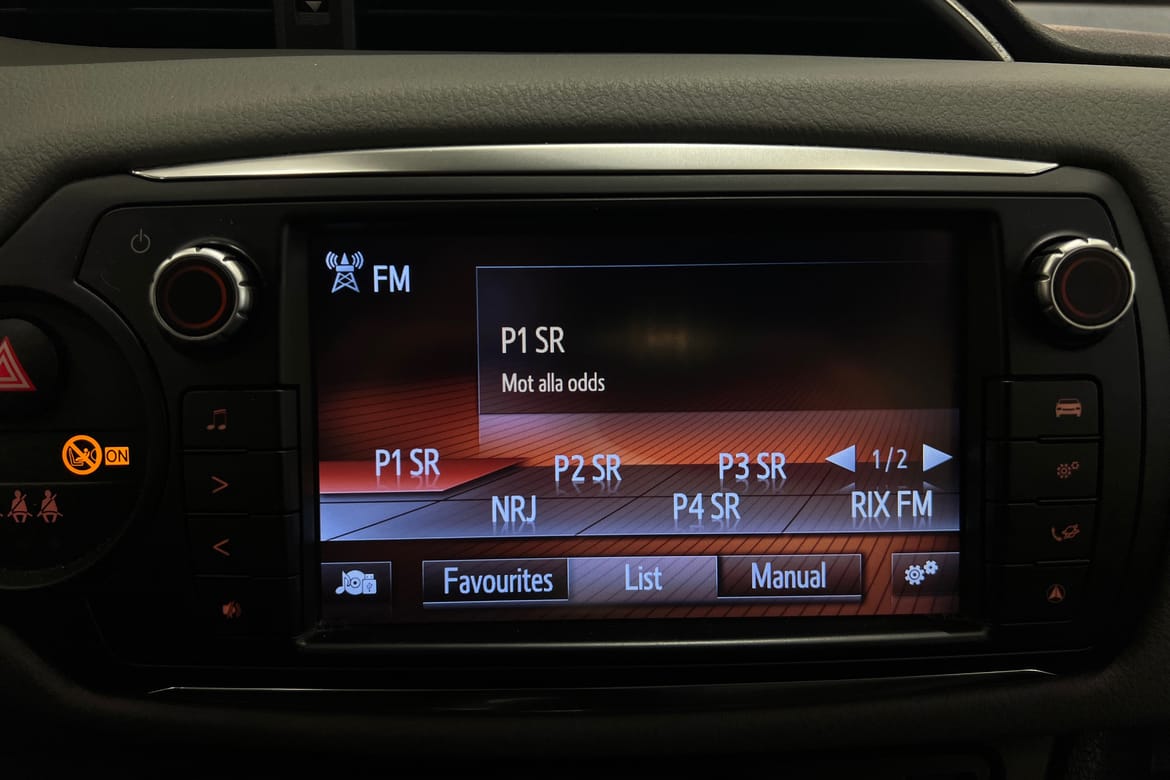 FM
P1 SR
Mot alla odds
P1 SR P2 SR P3 SR 1/2
NRJ P4 SR RIX FM
Favourites List Manual
ON